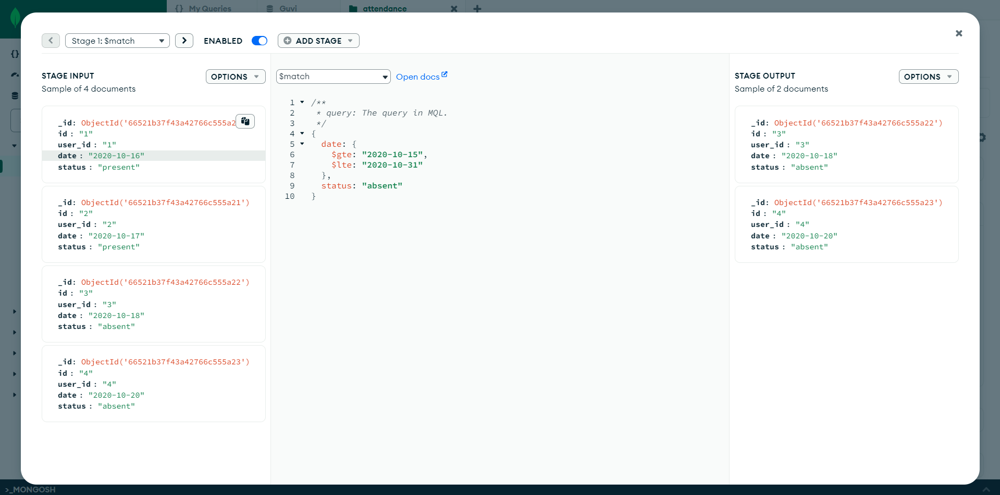 {} My Queries
Guvi
attendance
Stage 1: $match
ENABLED
ADD STAGE
STAGE INPUT
OPTIONS
Sample of 4 documents
_id: ObjectId('66521b37f43a42766c555a2
id : "1"
user_id : "1"
date : "2020-10-16"
status : "present"
_id: ObjectId('66521b37f43a42766c555a21')
id : "2"
user_id : "2"
date : "2020-10-17"
status : "present"
_id: ObjectId('66521b37f43a42766c555a22')
id : "3"
user_id : "3"
date : "2020-10-18"
status : "absent"
_id: ObjectId('66521b37f43a42766c555a23')
id : "4"
user_id : "4"
date : "2020-10-20"
status : "absent"
$match
Open docs
1 /**
2 * query: The query in MQL.
3 */
4 {
5 date: {
6 $gte: "2020-10-15",
7 $lte: "2020-10-31"
8 },
9 status: "absent"
10 }
STAGE OUTPUT
OPTIONS
Sample of 2 documents
_id: ObjectId('66521b37f43a42766c555a22')
id : "3"
user_id : "3"
date : "2020-10-18"
status : "absent"
_id: ObjectId('66521b37f43a42766c555a23')
id : "4"
user_id : "4"
date : "2020-10-20"
status : "absent"
>_MONGOSH